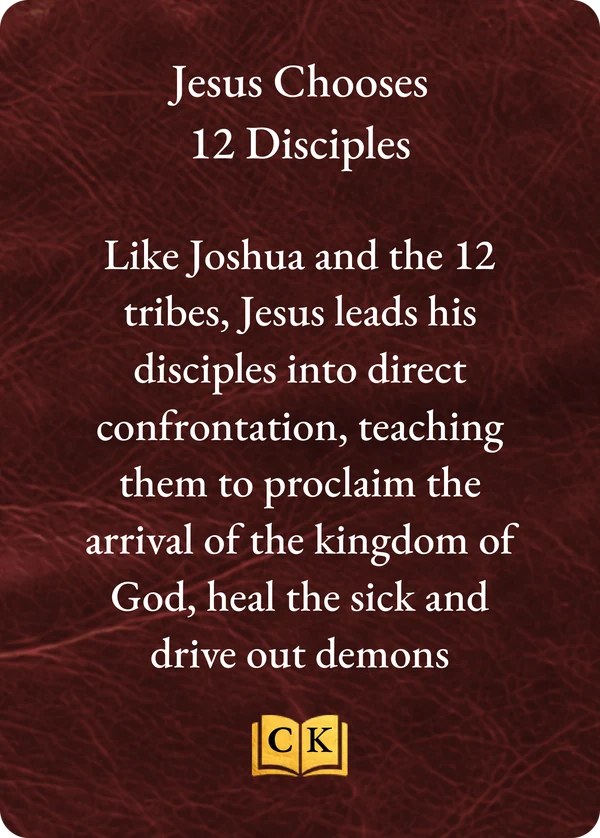 Jesus Chooses
12 Disciples
Like Joshua and the 12
tribes, Jesus leads his
disciples into direct
confrontation, teaching
them to proclaim the
arrival of the kingdom of
God, heal the sick and
drive out demons
C K